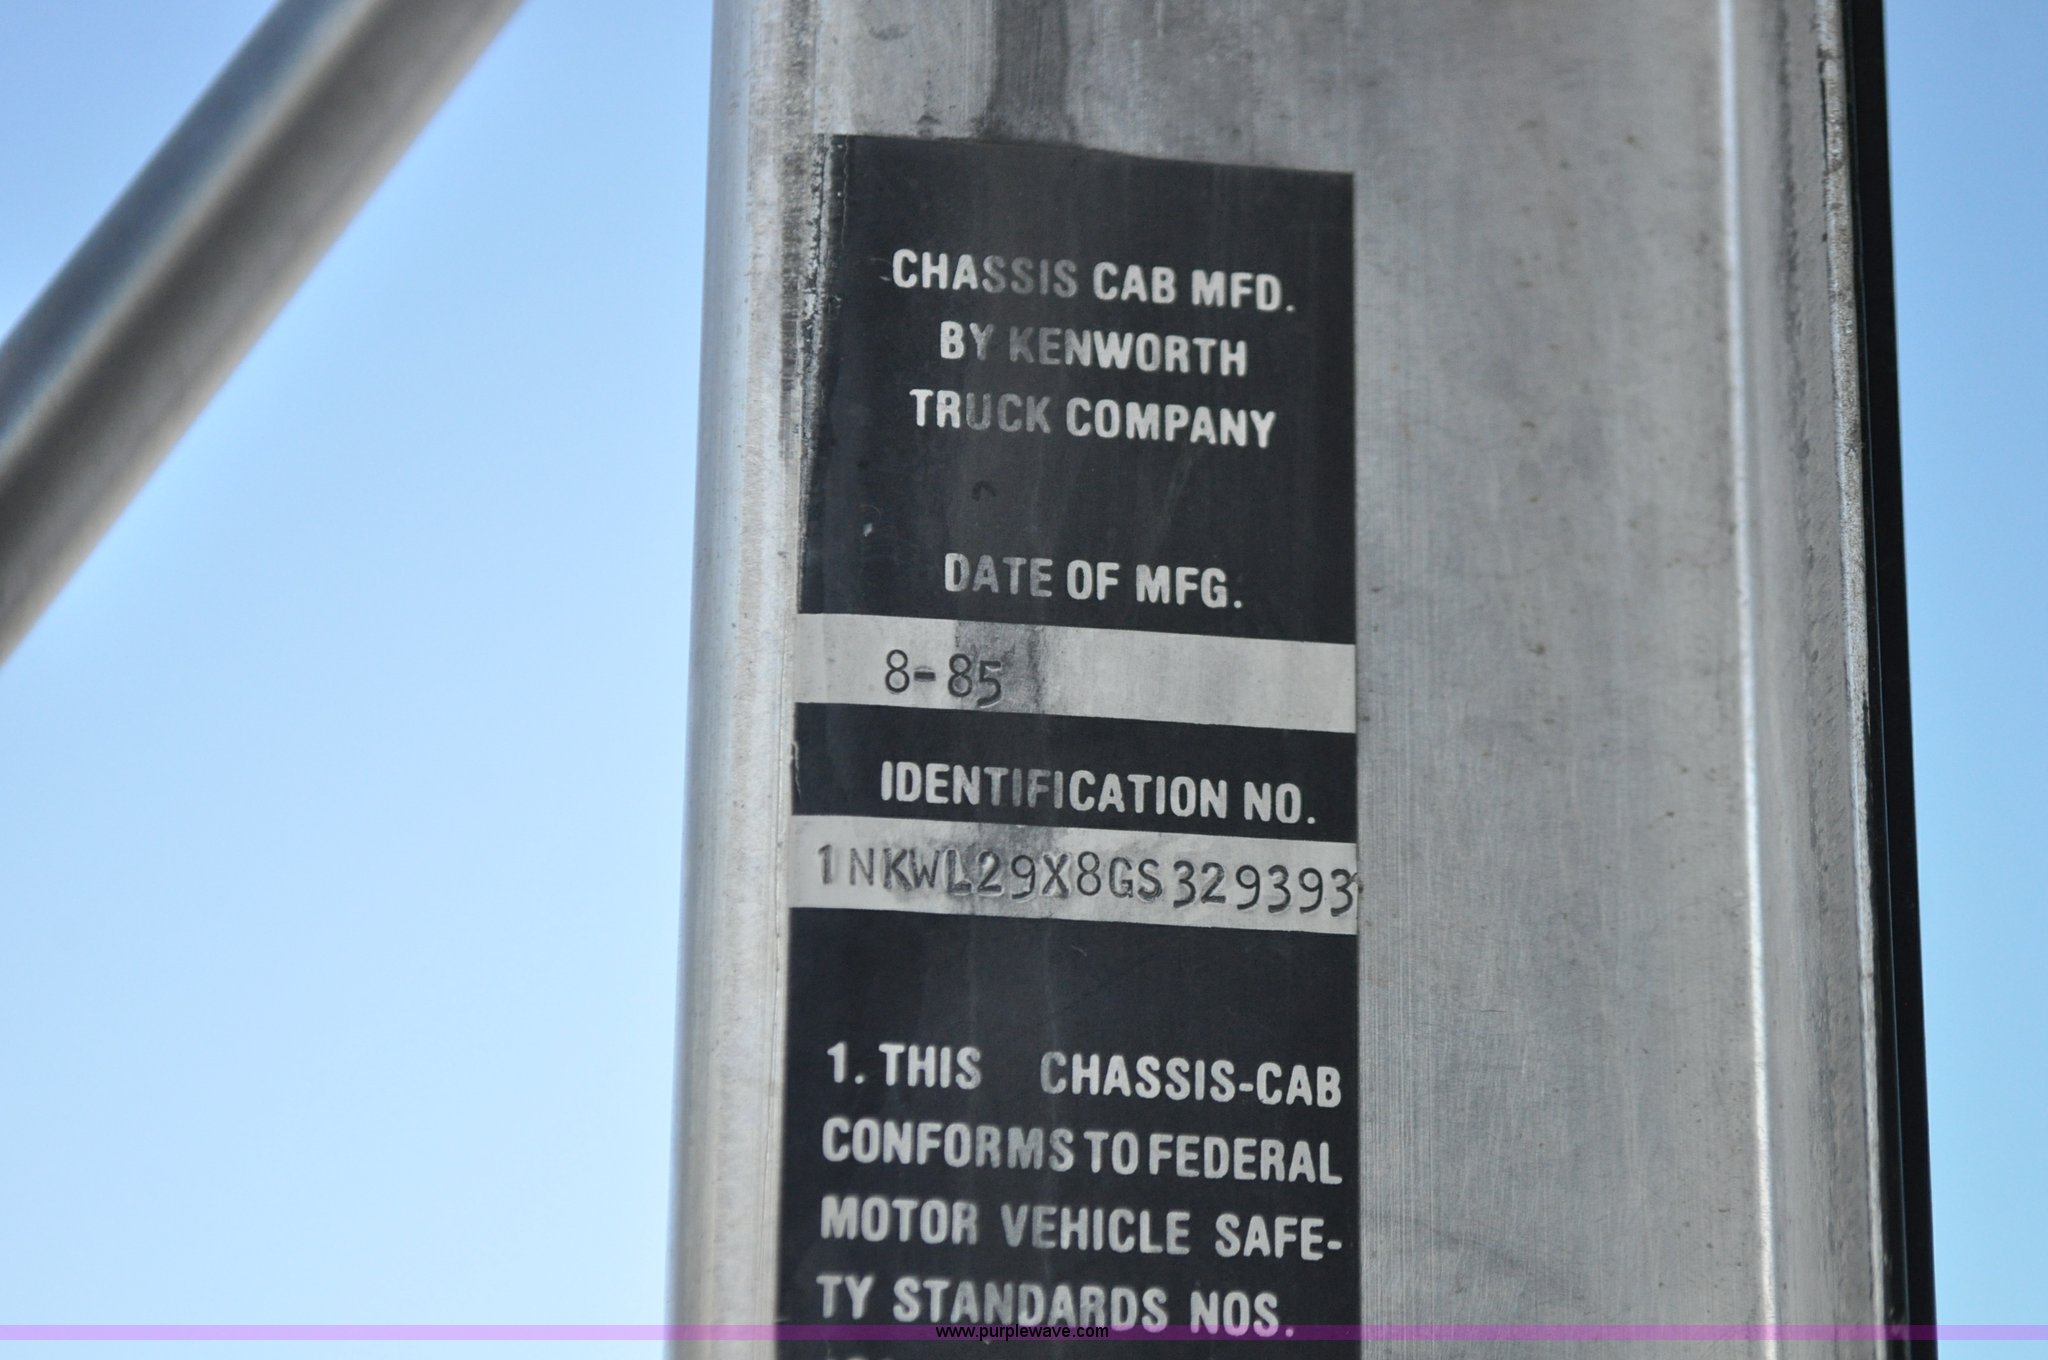 CHASSIS CAB MFD.
BY KENWORTH
TRUCK COMPANY
DATE OF MFG.
8-85
IDENTIFICATION NO.
1NKWL29X8GS329393
1. THIS CHASSIS-CAB
CONFORMS TO FEDERAL
MOTOR VEHICLE SAFE-
TY STANDARDS NOS.
www.purplewave.com